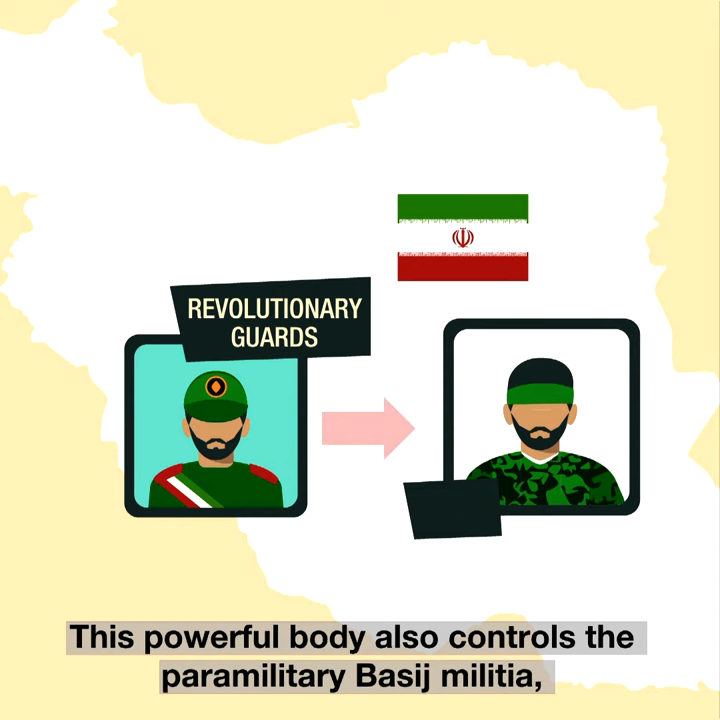 REVOLUTIONARY
GUARDS
This powerful body also controls the
paramilitary Basij militia,